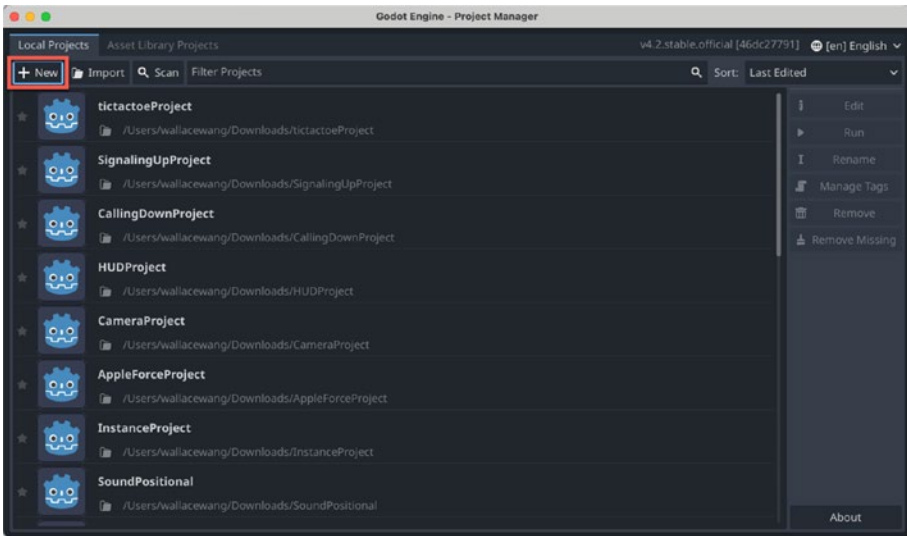 Godot Engine - Project Manager
Local Projects Asset Library Projects v4.2.stable.official [46dc27791] [en] English
+ New Import Scan Filter Projects Sort: Last Edited
tictactoeProject
/Users/wallacewang/Downloads/tictactoeProject
SignalingUpProject
/Users/wallacewang/Downloads/SignalingUpProject
CallingDownProject
/Users/wallacewang/Downloads/CallingDownProject
HUDProject
/Users/wallacewang/Downloads/HUDProject
CameraProject
/Users/wallacewang/Downloads/CameraProject
AppleForceProject
/Users/wallacewang/Downloads/AppleForceProject
InstanceProject
/Users/wallacewang/Downloads/InstanceProject
SoundPositional
/Users/wallacewang/Downloads/SoundPositional
Edit
Run
Rename
Manage Tags
Remove
Remove Missing
About